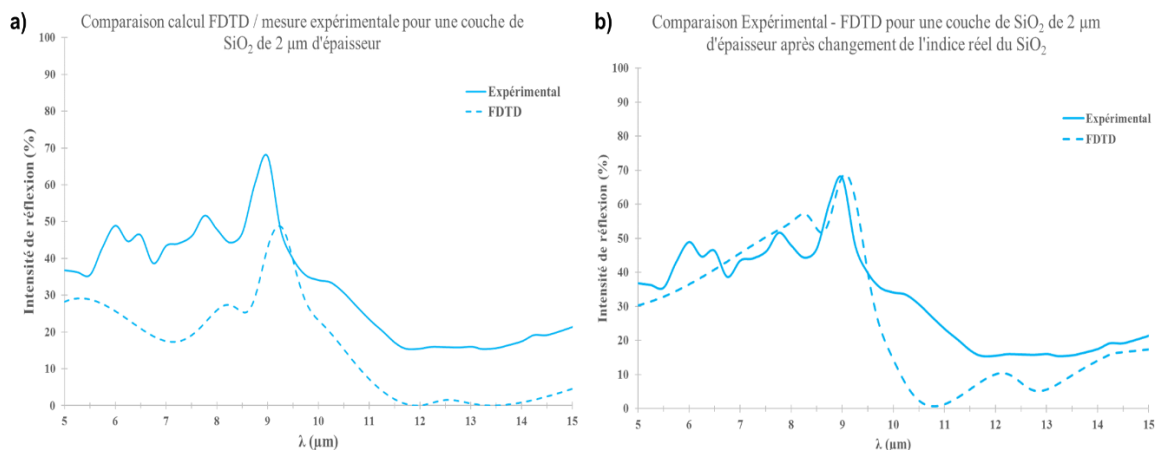 a)
Comparaison calcul FDTD / mesure expérimentale pour une couche de
SiO₂ de 2 µm d'épaisseur
Intensité de réflexion (%)
100
90
80
70
60
50
40
30
20
10
0
Expérimental
FDTD
5 6 7 8 9 10 11 12 13 14 15
λ (µm)
b)
Comparaison Expérimental - FDTD pour une couche de SiO₂ de 2 µm
d'épaisseur après changement de l'indice réel du SiO₂
Intensité de réflexion (%)
100
90
80
70
60
50
40
30
20
10
0
Expérimental
FDTD
5 6 7 8 9 10 11 12 13 14 15
λ (µm)